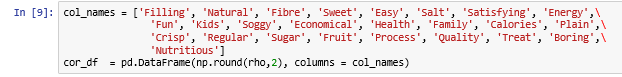 In [9]: col_names = ['Filling', 'Natural', 'Fibre', 'Sweet', 'Easy', 'Salt', 'Satisfying', 'Energy',\
'Fun', 'Kids', 'Soggy', 'Economical', 'Health', 'Family', 'Calories', 'Plain',\
'Crisp', 'Regular', 'Sugar', 'Fruit', 'Process', 'Quality', 'Treat', 'Boring',\
'Nutritious']
cor_df = pd.DataFrame(np.round(rho,2), columns = col_names)